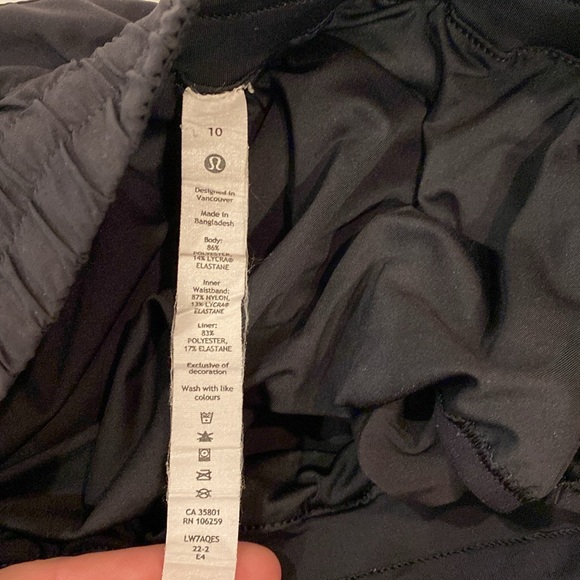 10
Designed in
Vancouver
Made in
Bangladesh
Body:
86%
POLYESTER,
14% LYCRA®
ELASTANE
Inner
Waistband:
87% NYLON,
13% LYCRA®
ELASTANE
Liner:
83%
POLYESTER,
17% ELASTANE
Exclusive of
decoration
Wash with like
colours
CA 35801
RN 106259
LW7AQES
22-2
E4